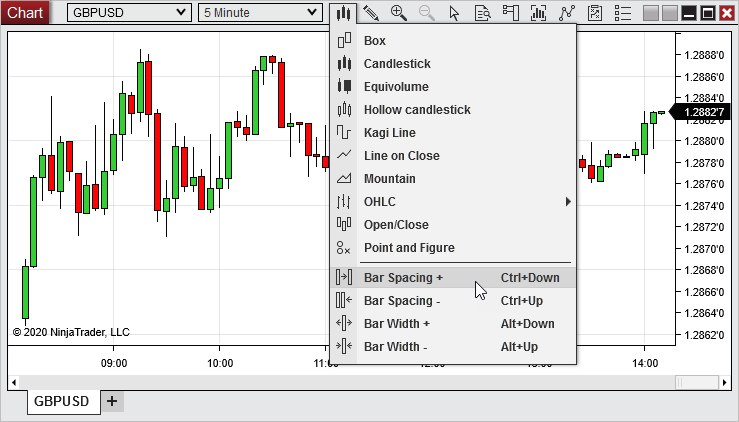 Chart GBPUSD 5 Minute
Box
Candlestick
Equivolume
Hollow candlestick
Kagi Line
Line on Close
Mountain
OHLC
Open/Close
Point and Figure
Bar Spacing + Ctrl+Down
Bar Spacing - Ctrl+Up
Bar Width + Alt+Down
Bar Width - Alt+Up
1.2888'0
1.2886'0
1.2884'0
1.2882'7
1.2880'0
1.2878'0
1.2876'0
1.2874'0
1.2872'0
1.2870'0
1.2868'0
1.2866'0
1.2864'0
1.2862'0
© 2020 NinjaTrader, LLC
09:00 10:00 14:00
GBPUSD +